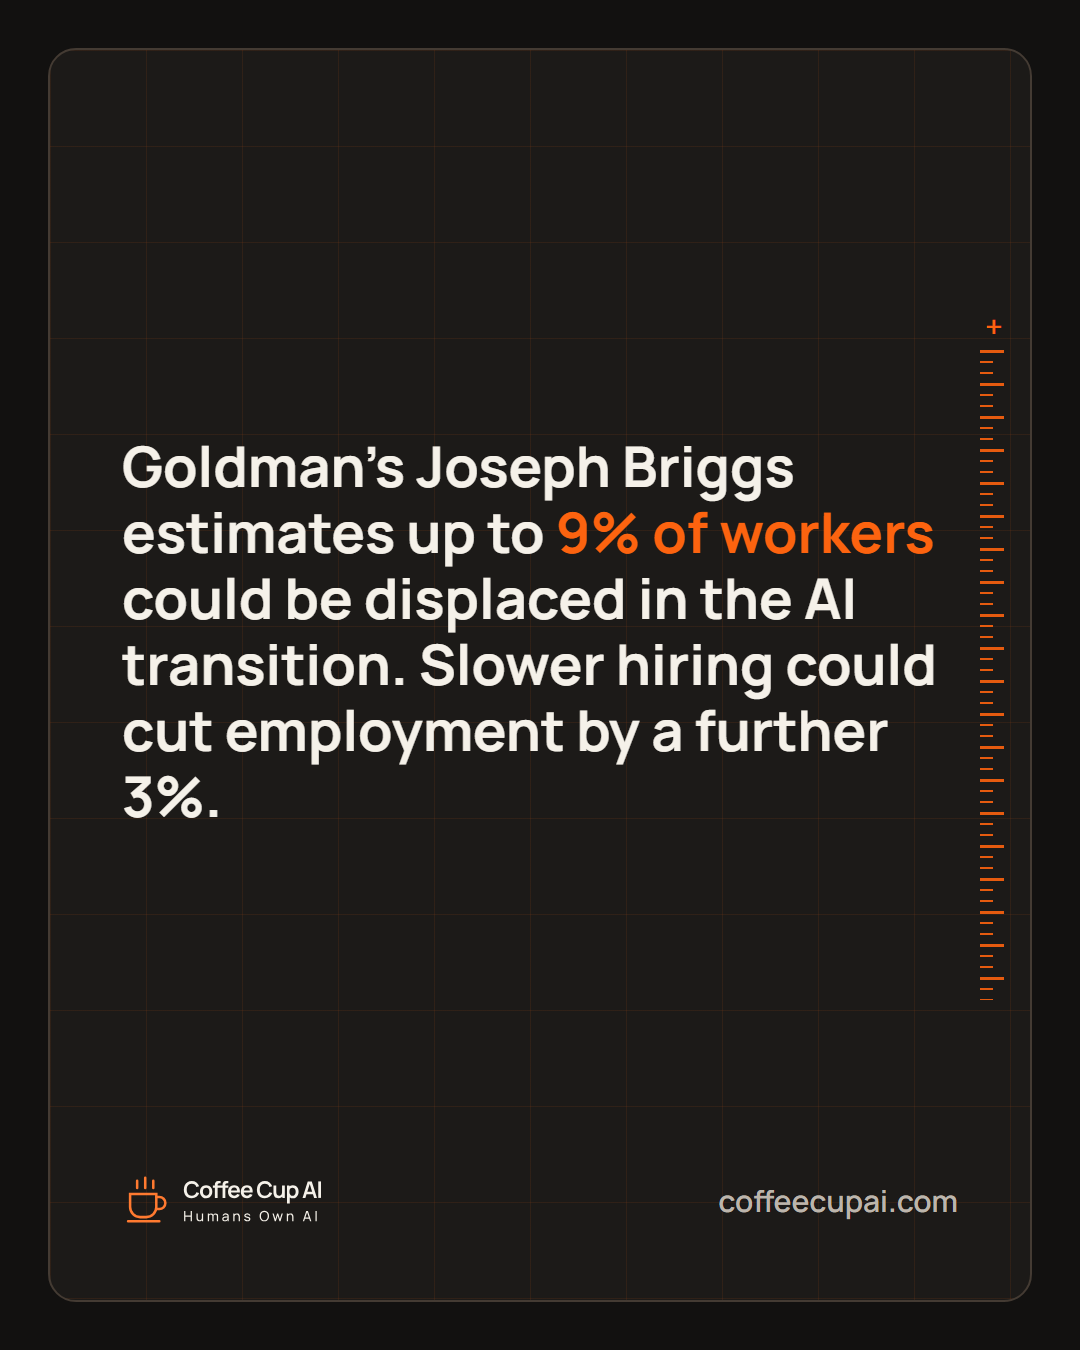 +
Goldman’s Joseph Briggs
estimates up to 9% of workers
could be displaced in the AI
transition. Slower hiring could
cut employment by a further
3%.
Coffee Cup AI
Humans Own AI
coffeecupai.com